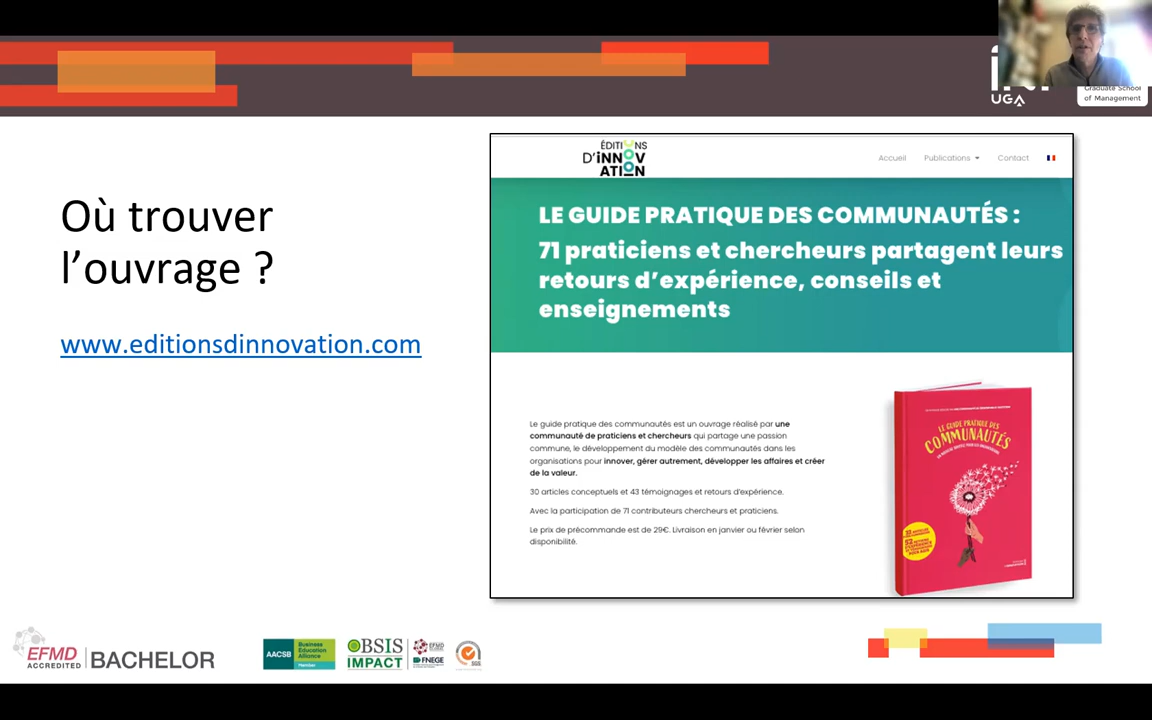 UGA
Graduate School
of Management
Où trouver
l’ouvrage ?
www.editionsdinnovation.com
ÉDITIONS
D'INNOV
ATION
Accueil
Publications
Contact
LE GUIDE PRATIQUE DES COMMUNAUTÉS :
71 praticiens et chercheurs partagent leurs
retours d’expérience, conseils et
enseignements
Le guide pratique des communautés est un ouvrage réalisé par une
communauté de praticiens et chercheurs qui partage une passion
commune, le développement du modèle des communautés dans les
organisations pour innover, gérer autrement, développer les affaires et créer
de la valeur.
30 articles conceptuels et 43 témoignages et retours d’expérience.
Avec la participation de 71 contributeurs chercheurs et praticiens.
Le prix de précommande est de 29€. Livraison en janvier ou février selon
disponibilité.
LE GUIDE PRATIQUE DES
COMMUNAUTÉS
EFMD
ACCREDITED
BACHELOR
AACSB
Business
Education
Alliance
Member
BSIS
IMPACT
EFMD
FNEGE
SGS